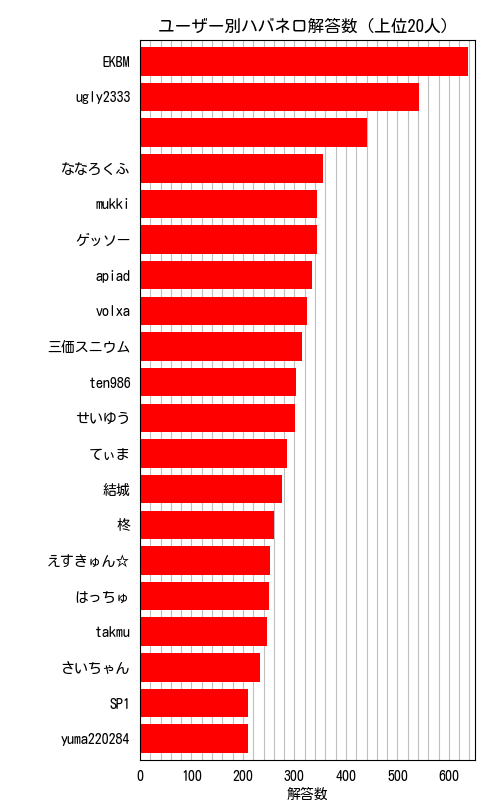 ユーザー別ハバネロ解答数 (上位20人)
EKBM
ugly2333
ななろくふ
mukki
ゲッソー
apiad
volxa
三価スニウム
ten986
せいゆう
てぃま
結城
柊
えすきゅん☆
はっちゅ
takmu
さいちゃん
SP1
yuma220284
0 100 200 300 400 500 600
解答数